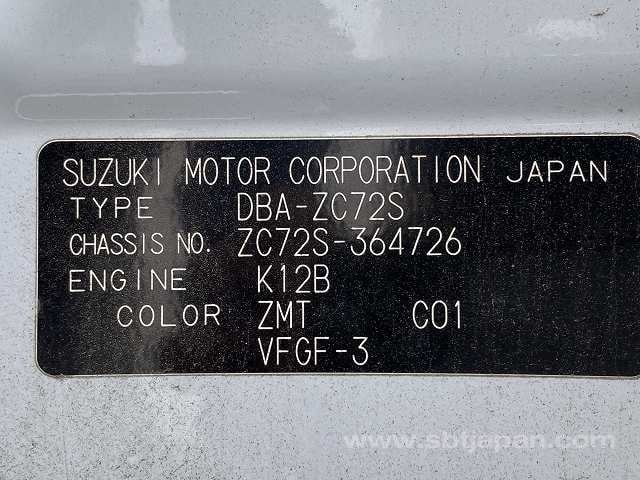 SUZUKI MOTOR CORPORATION JAPAN
TYPE DBA-ZC72S
CHASSIS NO. ZC72S-364726
ENGINE K12B
COLOR ZMT C01
VFGF-3
www.sbtjapan.com